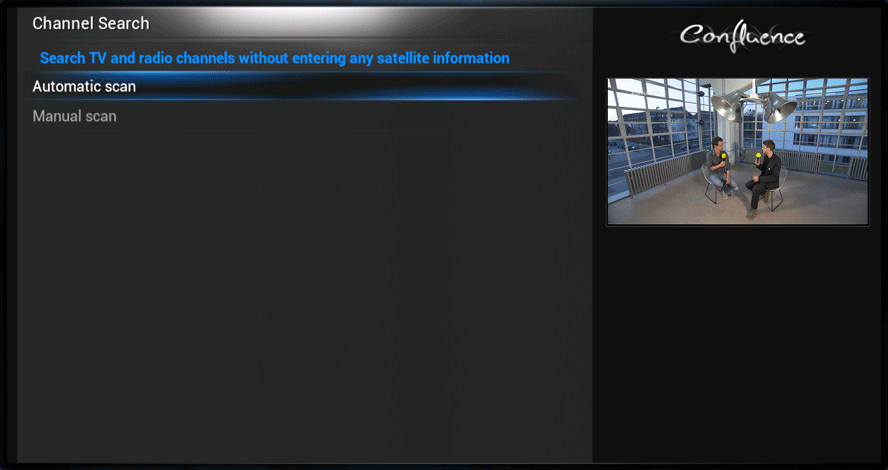 Channel Search
Search TV and radio channels without entering any satellite information
Automatic scan
Manual scan
Confluence